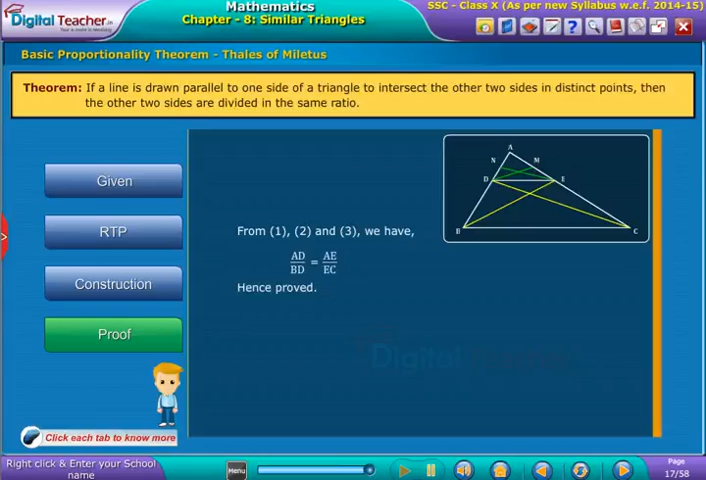 Digital Teacher.in
Mathematics
Chapter - 8: Similar Triangles
SSC - Class X (As per new Syllabus w.e.f. 2014-15)
Basic Proportionality Theorem - Thales of Miletus
Theorem: If a line is drawn parallel to one side of a triangle to intersect the other two sides in distinct points, then
the other two sides are divided in the same ratio.
Given
RTP
Construction
Proof
Click each tab to know more
From (1), (2) and (3), we have,
AD/BD = AE/EC
Hence proved.
A
N M
D E
B C
Digital Teacher
Right click & Enter your School
name
Menu
Page
17/58